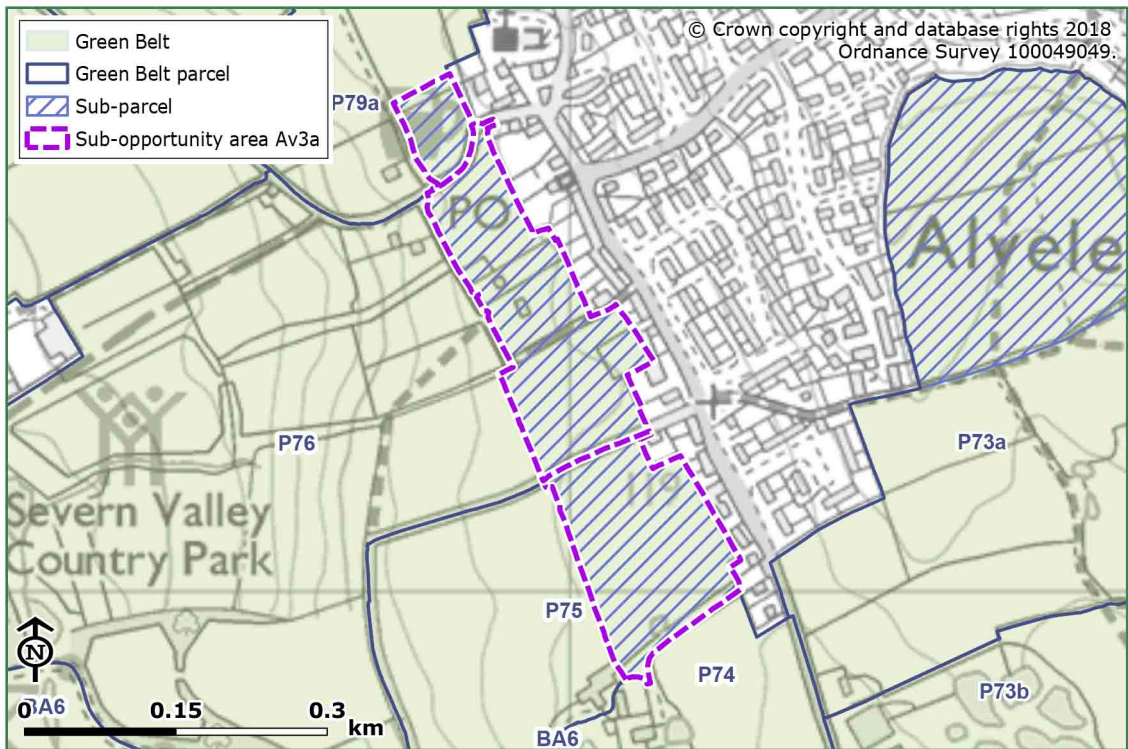 Green Belt
Green Belt parcel
Sub-parcel
Sub-opportunity area Av3a
© Crown copyright and database rights 2018
Ordnance Survey 100049049.
P79a
PO
Alvele
P76
P73a
119
Severn Valley
Country Park
P75
P74
P73b
N
BA6
0 0.15 0.3
km
BA6